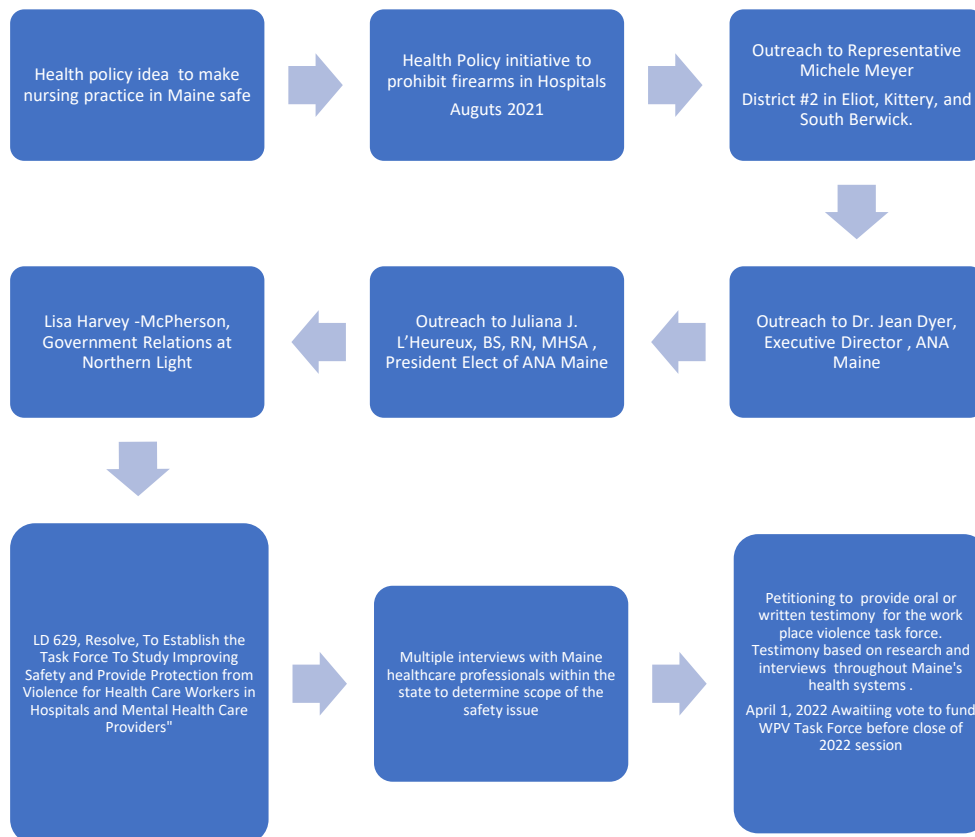 Health policy idea  to make
nursing practice in Maine safe
Health Policy initiative to
prohibit firearms in Hospitals
Auguts 2021
Outreach to Representative
Michele Meyer
District #2 in Eliot, Kittery, and
South Berwick.
Outreach to Dr. Jean Dyer,
Executive Director , ANA
Maine
Outreach to Juliana J.
L’Heureux, BS, RN, MHSA ,
President Elect of ANA Maine
Lisa Harvey -McPherson,
Government Relations at
Northern Light
LD 629, Resolve, To Establish the
Task Force To Study Improving
Safety and Provide Protection from
Violence for Health Care Workers in
Hospitals and Mental Health Care
Providers"
Multiple interviews with Maine
healthcare professionals within the
state to determine scope of the
safety issue
Petitioning to  provide oral or
written testimony  for the work
place violence task force.
Testimony based on research and
interviews  throughout Maine's
health systems .
April 1, 2022 Awaitiing vote to fund
WPV Task Force before close of
2022 session